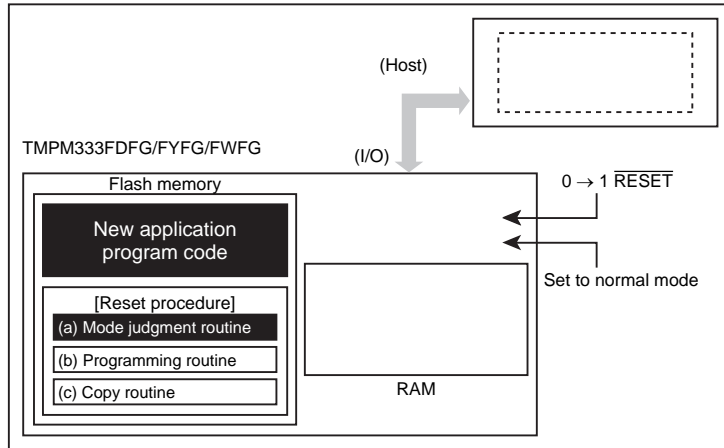 (Host)
TMPM333FDFG/FYFG/FWFG
(I/O)
Flash memory
0 → 1 RESET
New application
program code
Set to normal mode
[Reset procedure]
(a) Mode judgment routine
(b) Programming routine
(c) Copy routine
RAM